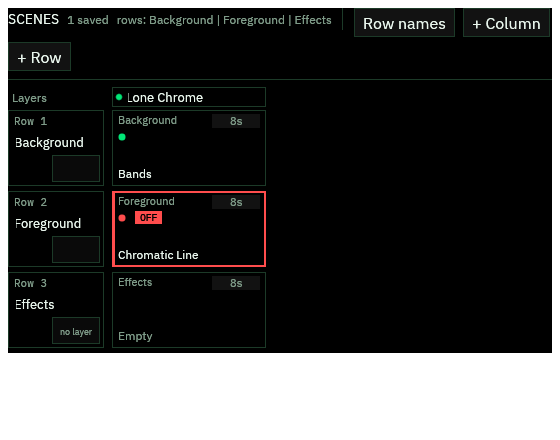 SCENES 1 saved rows: Background | Foreground | Effects Row names + Column
+ Row
Layers Lone Chrome
Row 1 Background 8s
Background
Bands
Row 2 Foreground 8s
Foreground OFF
Chromatic Line
Row 3 Effects 8s
Effects
no layer
Empty